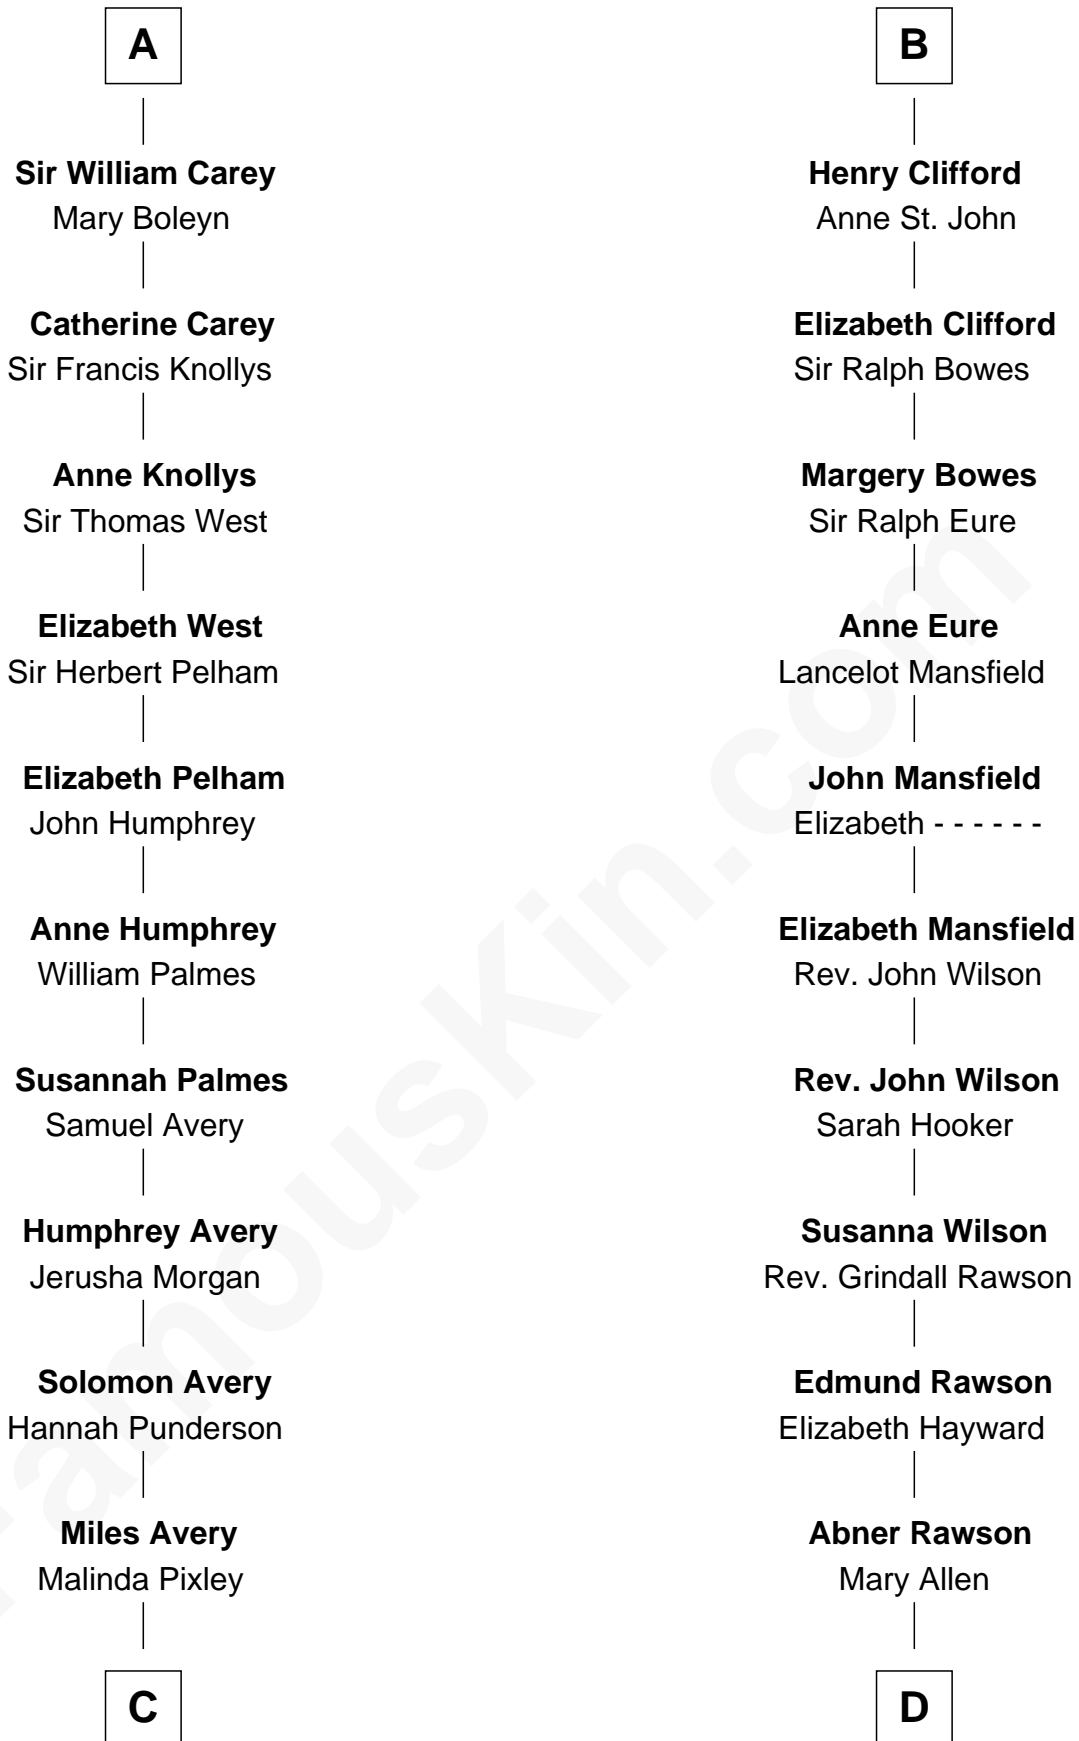 A
Sir William Carey
Mary Boleyn
Catherine Carey
Sir Francis Knollys
Anne Knollys
Sir Thomas West
Elizabeth West
Sir Herbert Pelham
Elizabeth Pelham
John Humphrey
Anne Humphrey
William Palmes
Susannah Palmes
Samuel Avery
Humphrey Avery
Jerusha Morgan
Solomon Avery
Hannah Punderson
Miles Avery
Malinda Pixley
C
B
Henry Clifford
Anne St. John
Elizabeth Clifford
Sir Ralph Bowes
Margery Bowes
Sir Ralph Eure
Anne Eure
Lancelot Mansfield
John Mansfield
Elizabeth - - - - - -
Elizabeth Mansfield
Rev. John Wilson
Rev. John Wilson
Sarah Hooker
Susanna Wilson
Rev. Grindall Rawson
Edmund Rawson
Elizabeth Hayward
Abner Rawson
Mary Allen
D
FamousKin.com